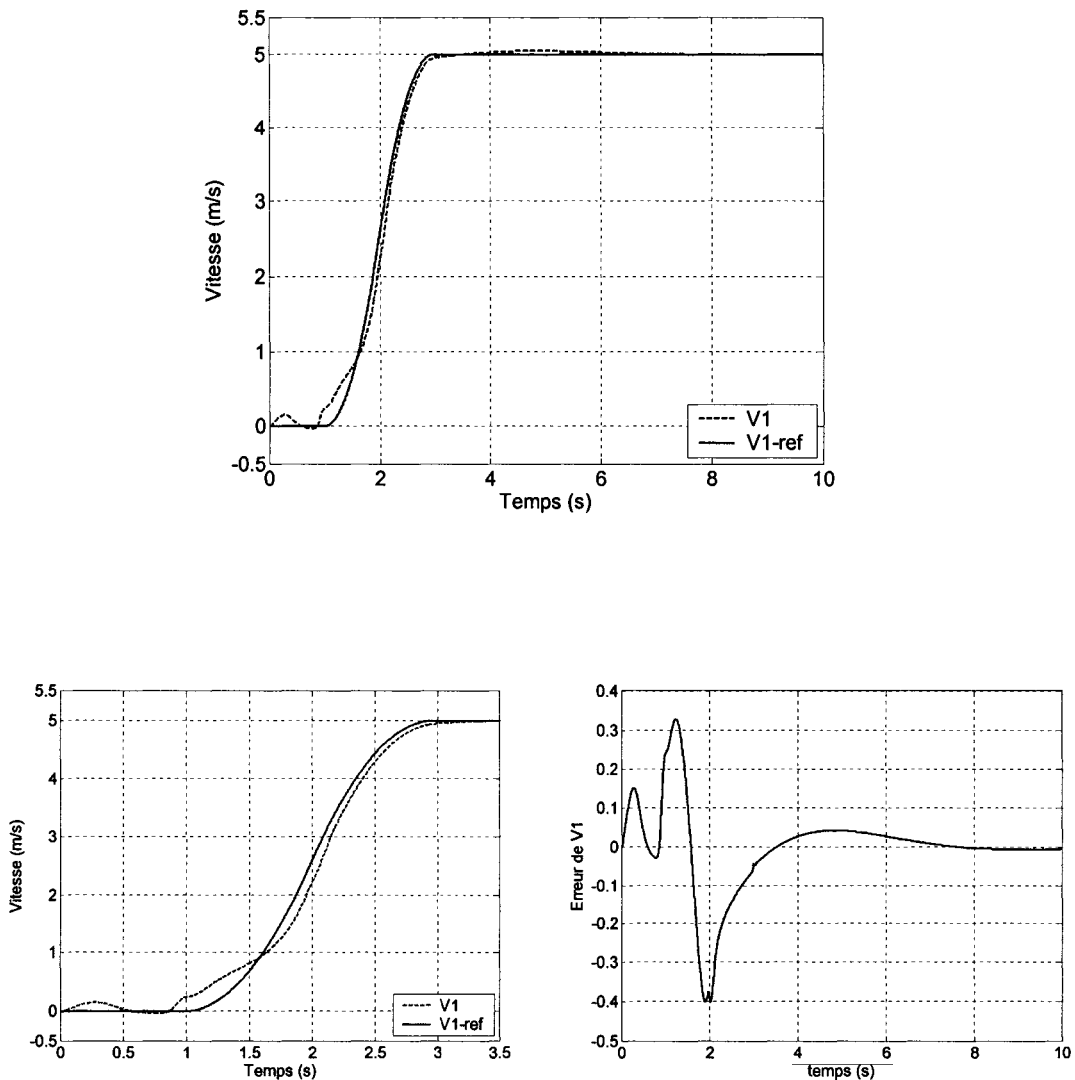 5.5
5
4
3
2
1
0
-0.5
Vitesse (m/s)
0 2 4 6 8 10
Temps (s)
V1
V1-ref
5.5
5
4
3
2
1
0
-0.5
Vitesse (m/s)
0 0.5 1 1.5 2 2.5 3 3.5
Temps (s)
V1
V1-ref
0.4
0.3
0.2
0.1
0
-0.1
-0.2
-0.3
-0.4
-0.5
Erreur de V1
0 2 4 6 8 10
temps (s)